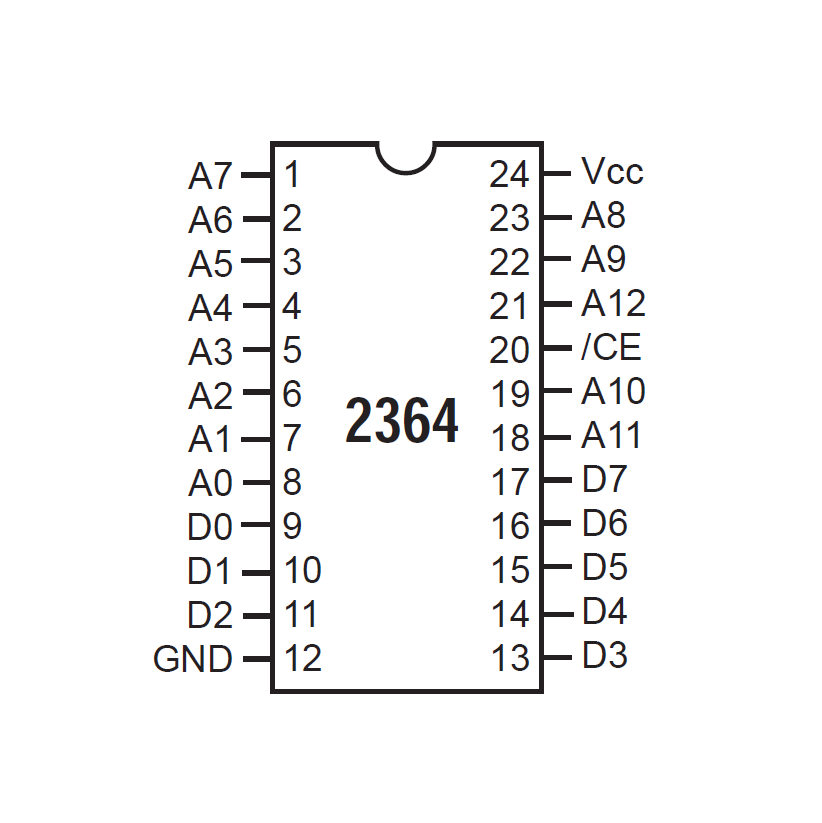 A7 1 24 Vcc
A6 2 23 A8
A5 3 22 A9
A4 4 21 A12
A3 5 20 /CE
A2 6 19 A10
2364
A1 7 18 A11
A0 8 17 D7
D0 9 16 D6
D1 10 15 D5
D2 11 14 D4
GND 12 13 D3